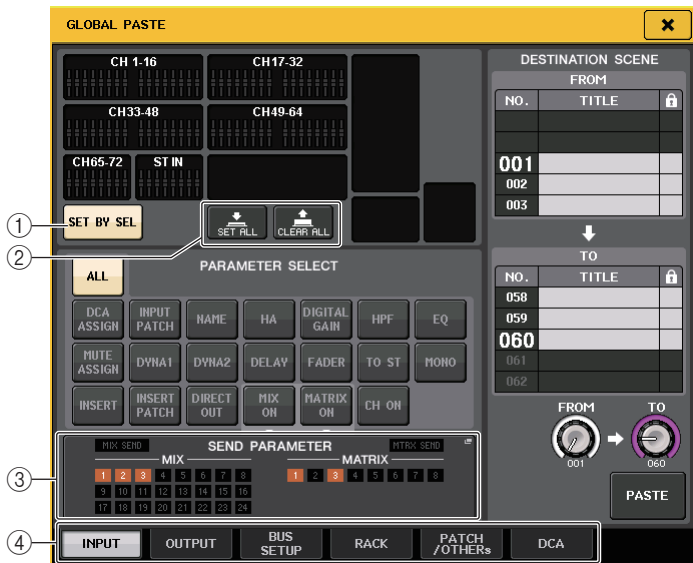 GLOBAL PASTE
CH 1-16
CH17-32
CH33-48
CH49-64
CH65-72
ST IN
① SET BY SEL
② SET ALL
CLEAR ALL
ALL
PARAMETER SELECT
DCA ASSIGN
INPUT PATCH
NAME
HA
DIGITAL GAIN
HPF
EQ
MUTE ASSIGN
DYNA1
DYNA2
DELAY
FADER
TO ST
MONO
INSERT
INSERT PATCH
DIRECT OUT
MIX ON
MATRIX ON
CH ON
③
MIX SEND
SEND PARAMETER
MTRX SEND
MIX
MATRIX
1 2 3 4 5 6 7 8
1 2 3 4 5 6 7 8
9 10 11 12 13 14 15 16
17 18 19 20 21 22 23 24
④
INPUT
OUTPUT
BUS SETUP
RACK
PATCH /OTHERs
DCA
DESTINATION SCENE
FROM
NO. TITLE
001
002
003
TO
NO. TITLE
058
059
060
061
062
FROM
TO
001
060
PASTE